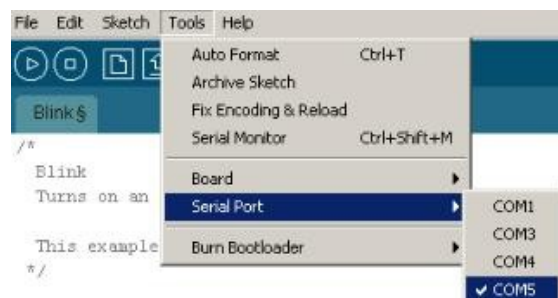 File Edit Sketch Tools Help
Auto Format Ctrl+T
Archive Sketch
Fix Encoding & Reload
Serial Monitor Ctrl+Shift+M
Board
Serial Port
Burn Bootloader
COM1
COM3
COM4
COM5
Blink§
/*
Blink
Turns on an
This example
*/